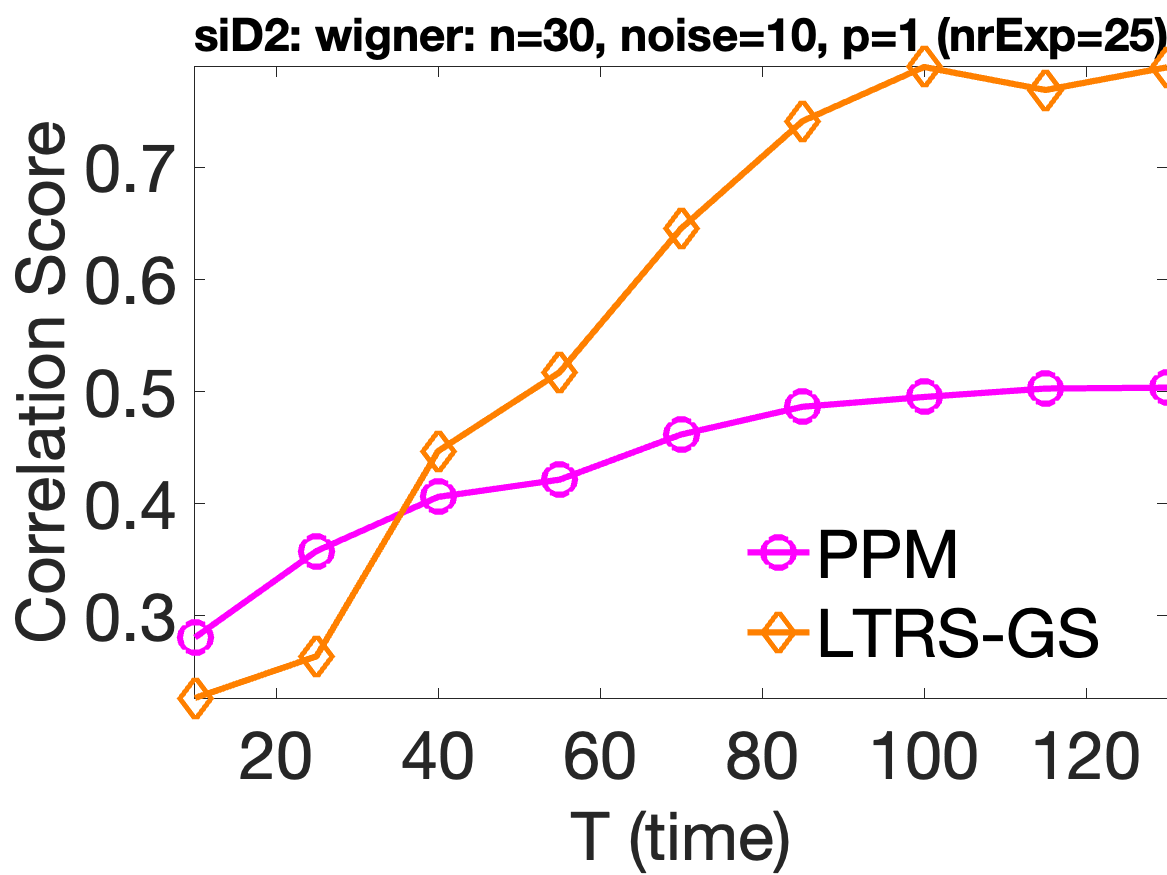 siD2: wigner: n=30, noise=10, p=1 (nrExp=25)
Correlation Score
0.7
0.6
0.5
0.4
0.3
PPM
LTRS-GS
20 40 60 80 100 120
T (time)